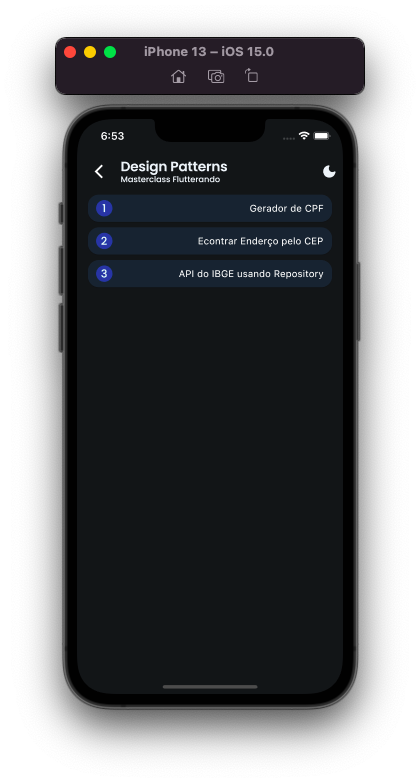 iPhone 13 – iOS 15.0
6:53
Design Patterns
Masterclass Flutterando
1 Gerador de CPF
2 Econtrar Enderço pelo CEP
3 API do IBGE usando Repository